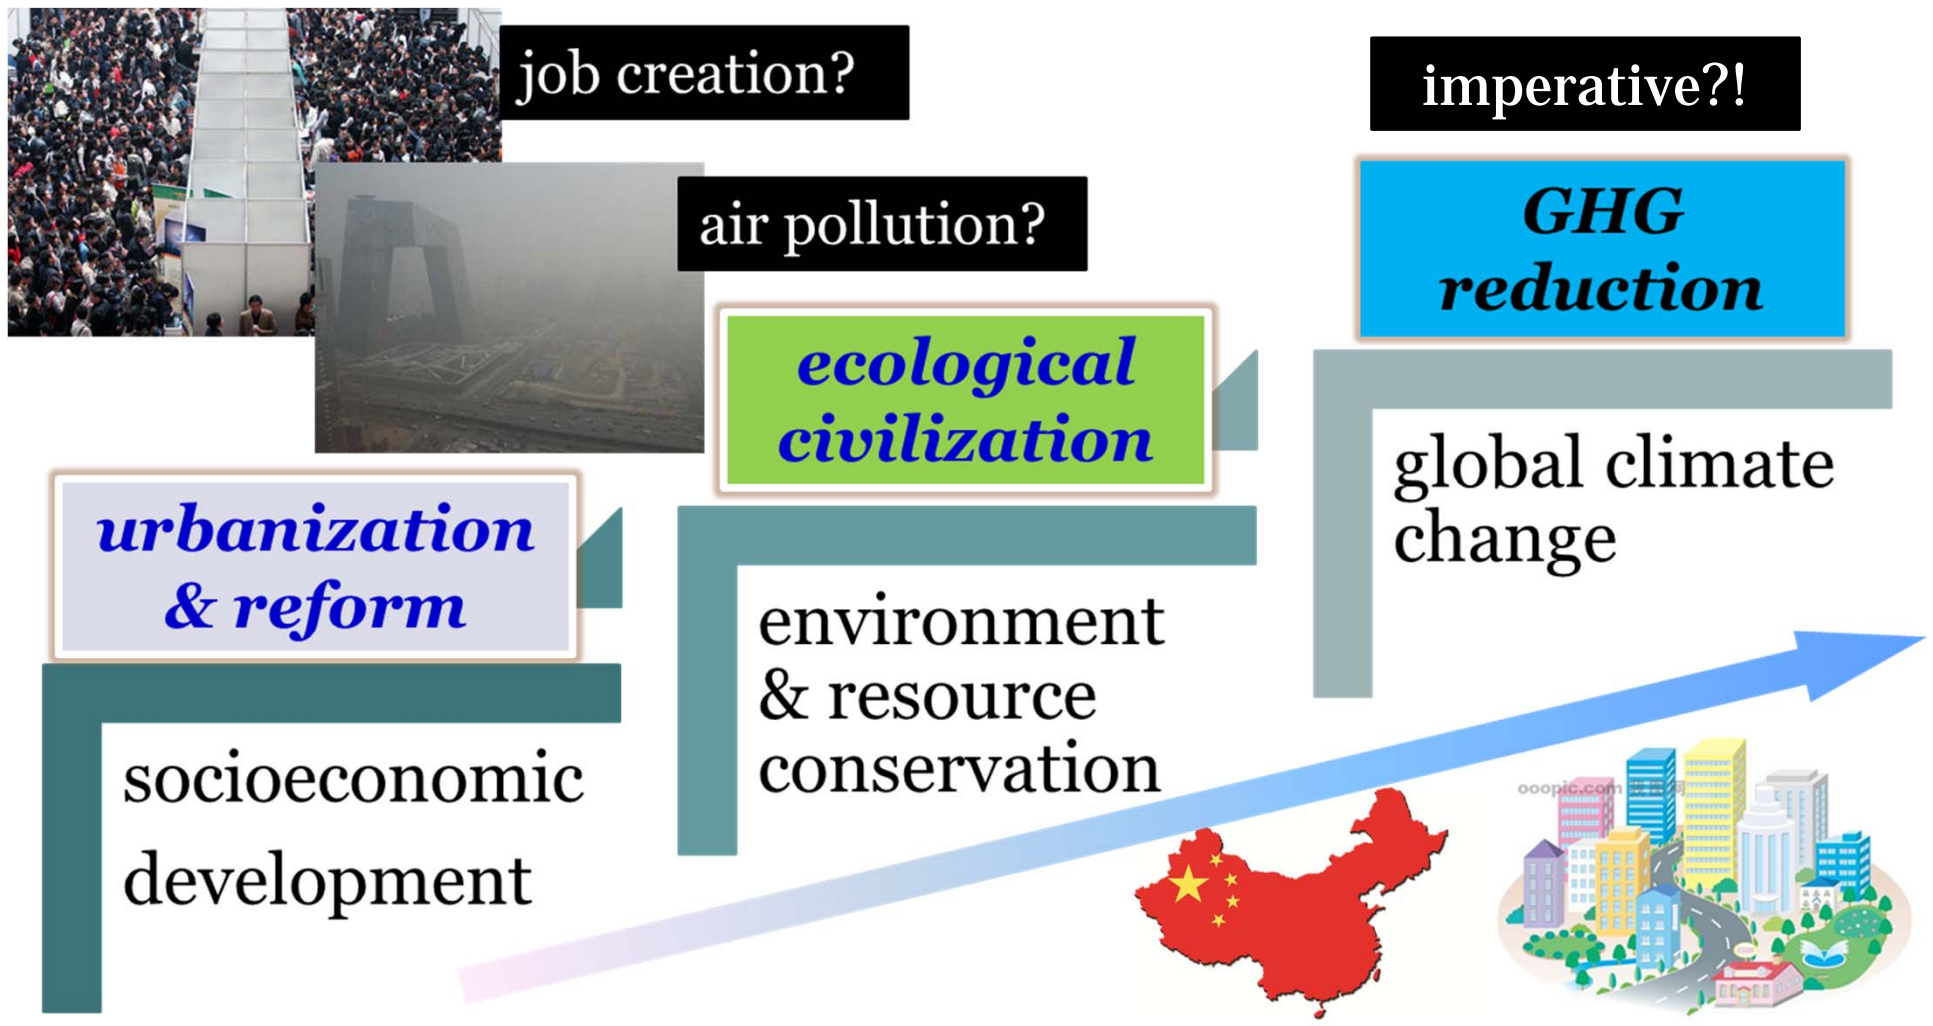 job creation?
imperative?!
air pollution?
GHG
reduction
ecological
civilization
urbanization
& reform
global climate
change
environment
& resource
conservation
socioeconomic
development
ooopic.com